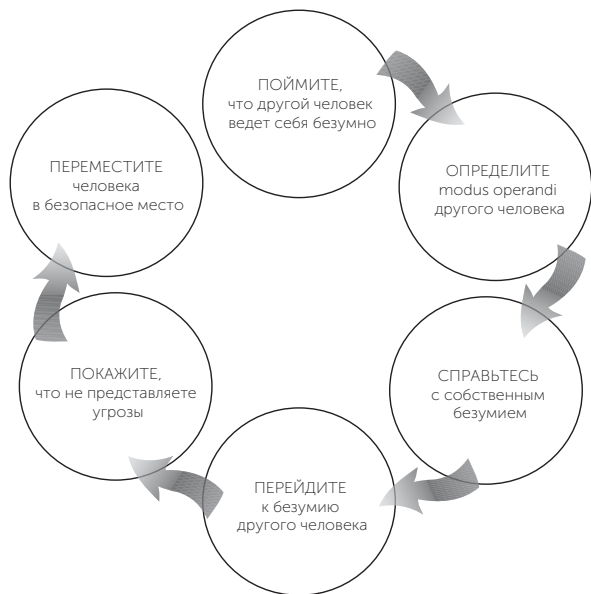 ПОЙМИТЕ,
что другой человек
ведет себя безумно
ОПРЕДЕЛИТЕ
modus operandi
другого человека
СПРАВЬТЕСЬ
с собственным
безумием
ПЕРЕЙДИТЕ
к безумию
другого человека
ПОКАЖИТЕ,
что не представляете
угрозы
ПЕРЕМЕСТИТЕ
человека
в безопасное место